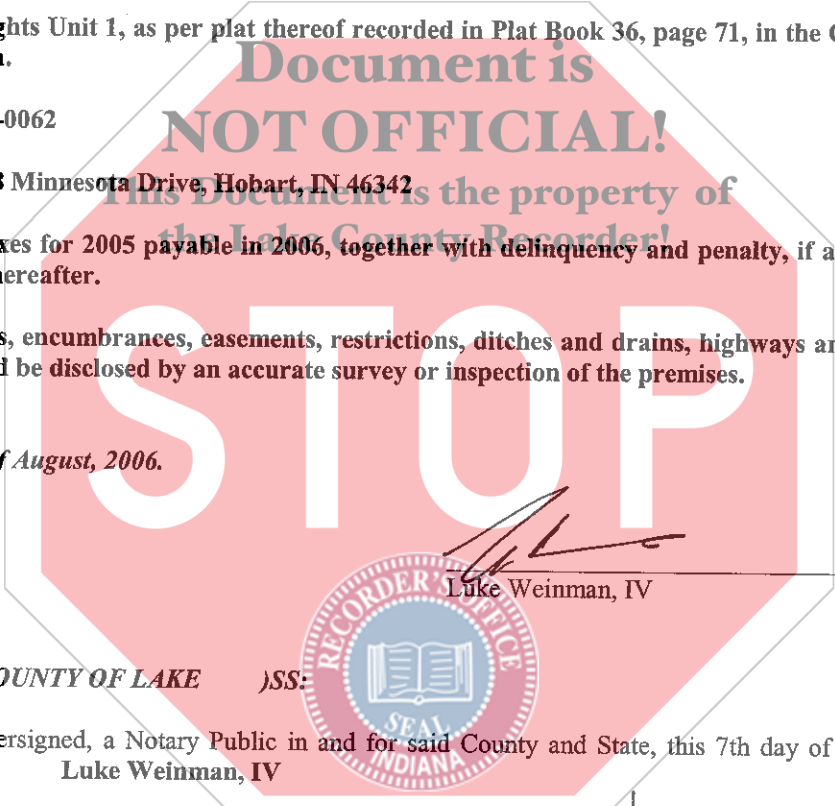 ghts Unit 1, as per plat thereof recorded in Plat Book 36, page 71, in the
Document is
-0062
NOT OFFICIAL!
Minnesota Drive, Hobart, IN 46342
This Document is the property of
the Lake County Recorder!
xes for 2005 payable in 2006, together with delinquency and penalty, if a
hereafter.
STOP
s, encumbrances, easements, restrictions, ditches and drains, highways an
d be disclosed by an accurate survey or inspection of the premises.
f August, 2006.
Luke Weinman, IV
RECORDER'S OFFICE
SEAL
INDIANA
OUNTY OF LAKE )SS:
ersigned, a Notary Public in and for said County and State, this 7th day of
Luke Weinman, IV